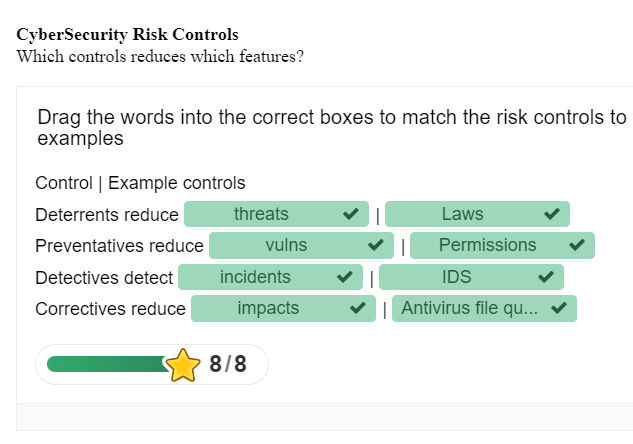 CyberSecurity Risk Controls
Which controls reduces which features?
Drag the words into the correct boxes to match the risk controls to
examples
Control | Example controls
Deterrents reduce threats | Laws
Preventatives reduce vulns | Permissions
Detectives detect incidents | IDS
Correctives reduce impacts | Antivirus file qu...
8/8